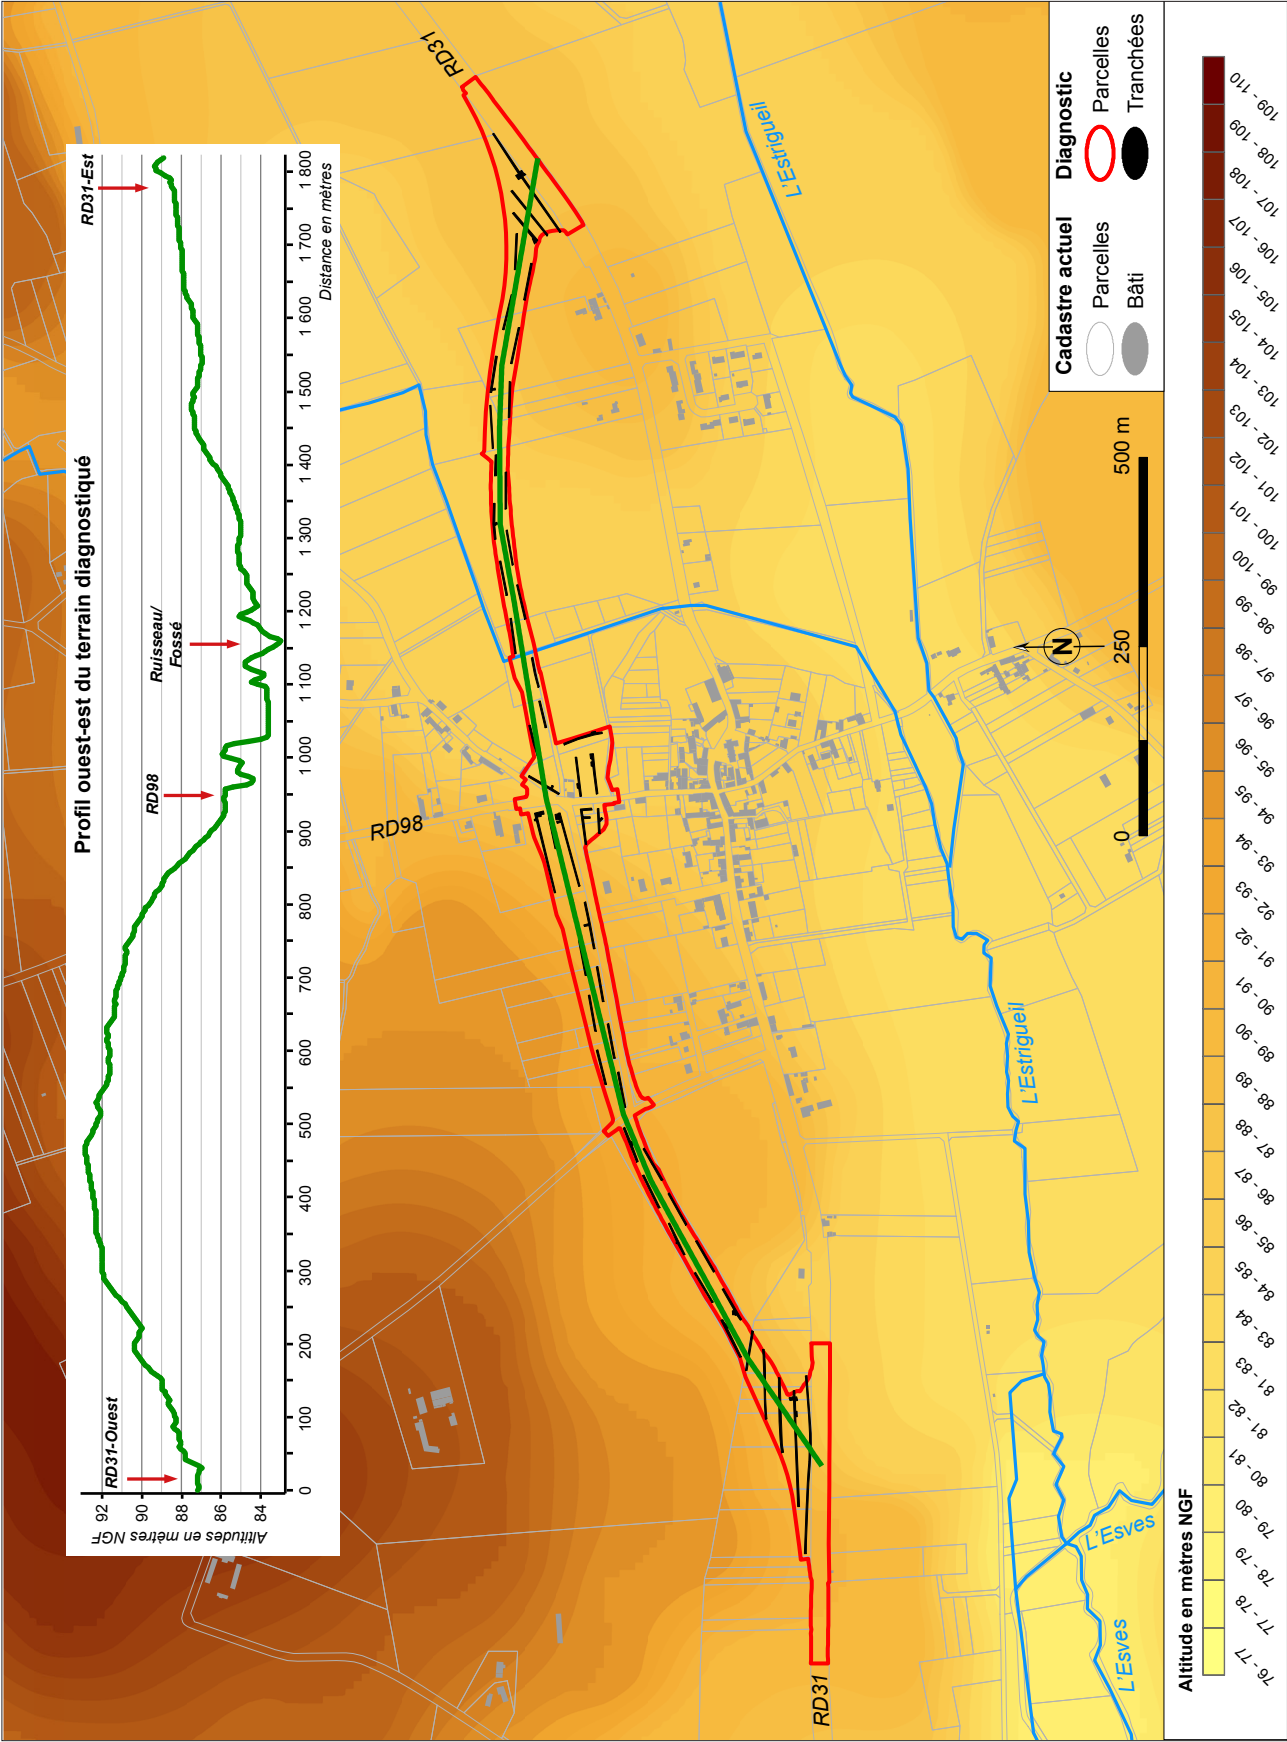 Profil ouest-est du terrain diagnostiqué
RD31-Ouest
RD98
Ruisseau/
Fossé
RD31-Est
Altitudes en mètres NGF
92
90
88
86
84
0
100
200
300
400
500
600
700
800
900
1 000
1 100
1 200
1 300
1 400
1 500
1 600
1 700
1 800
Distance en mètres
RD31
RD98
RD31
L'Estrigueil
L'Estrigueil
L'Esves
L'Esves
N
0
250
500 m
Cadastre actuel
Parcelles
Bâti
Diagnostic
Parcelles
Tranchées
Altitude en mètres NGF
76 - 77
77 - 78
78 - 79
79 - 80
80 - 81
81 - 82
81 - 83
83 - 84
84 - 85
85 - 86
86 - 87
87 - 88
88 - 89
89 - 90
90 - 91
91 - 92
92 - 93
93 - 94
94 - 95
95 - 96
96 - 97
97 - 98
98 - 99
99 - 100
100 - 101
101 - 102
102 - 103
103 - 104
104 - 105
105 - 106
106 - 107
107 - 108
108 - 109
109 - 110